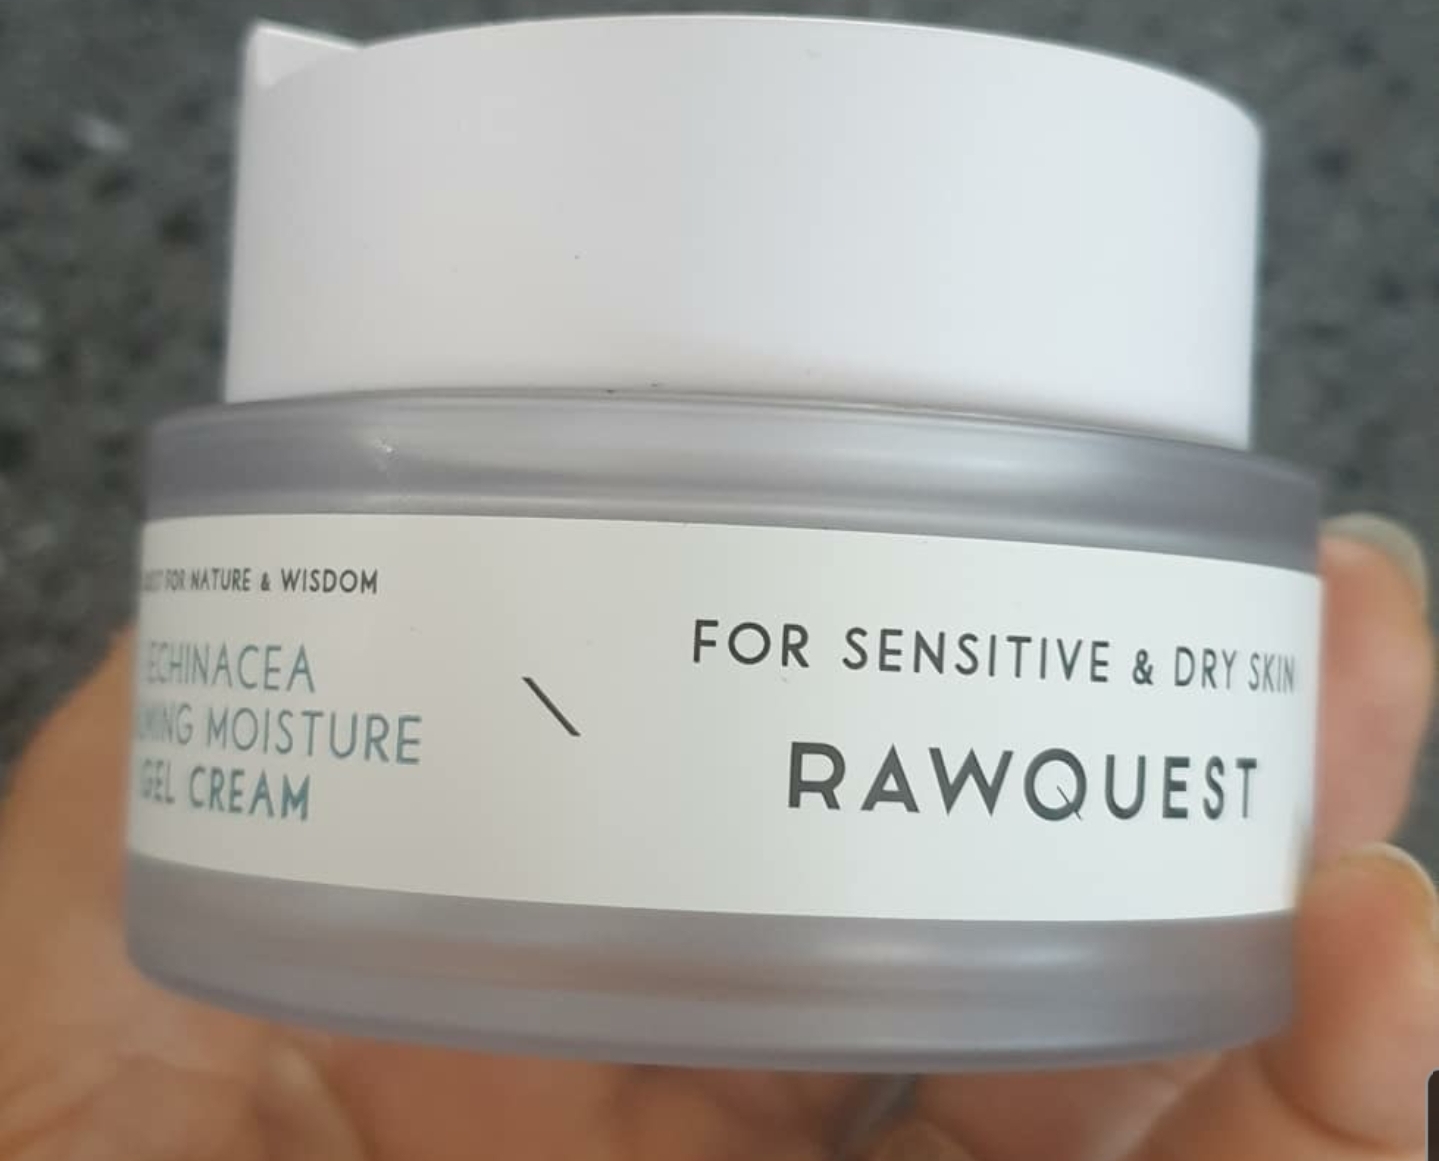 FOR NATURE & WISDOM
ECHINACEA
MOISTURE
GEL CREAM
\
FOR SENSITIVE & DRY SKIN
RAWQUEST